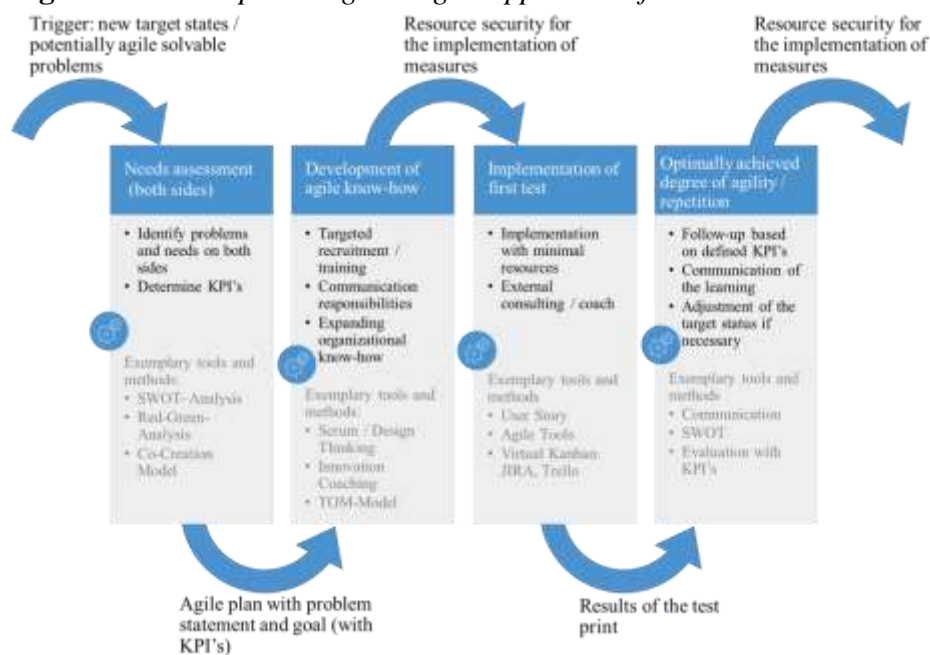 Trigger: new target states /
potentially agile solvable
problems
Resource security for
the implementation of
measures
Resource security for
the implementation of
measures
Needs assessment
(both sides)
• Identify problems
and needs on both
sides
• Determine KPI's
Exemplary tools and
methods:
• SWOT- Analysis
• Red-Green-
Analysis
• Co-Creation
Model
Development of
agile know-how
• Targeted
recruitment /
training
• Communication
responsibilities
• Expanding
organizational
know-how
Exemplary tools and
methods:
• Scrum / Design
Thinking
• Innovation
Coaching
• TOM-Model
Implementation of
first test
• Implementation
with minimal
resources
• External
consulting / coach
Exemplary tools and
methods
• User Story
• Agile Tools
• Virtual Kanban
JIRA, Trello
Optimally achieved
degree of agility /
repetition
• Follow-up based
on defined KPI's
• Communication of
the learning
• Adjustment of the
target status if
necessary
Exemplary tools and
methods
• Communication
• SWOT
• Evaluation with
KPI's
Agile plan with problem
statement and goal (with
KPI's)
Results of the test
print